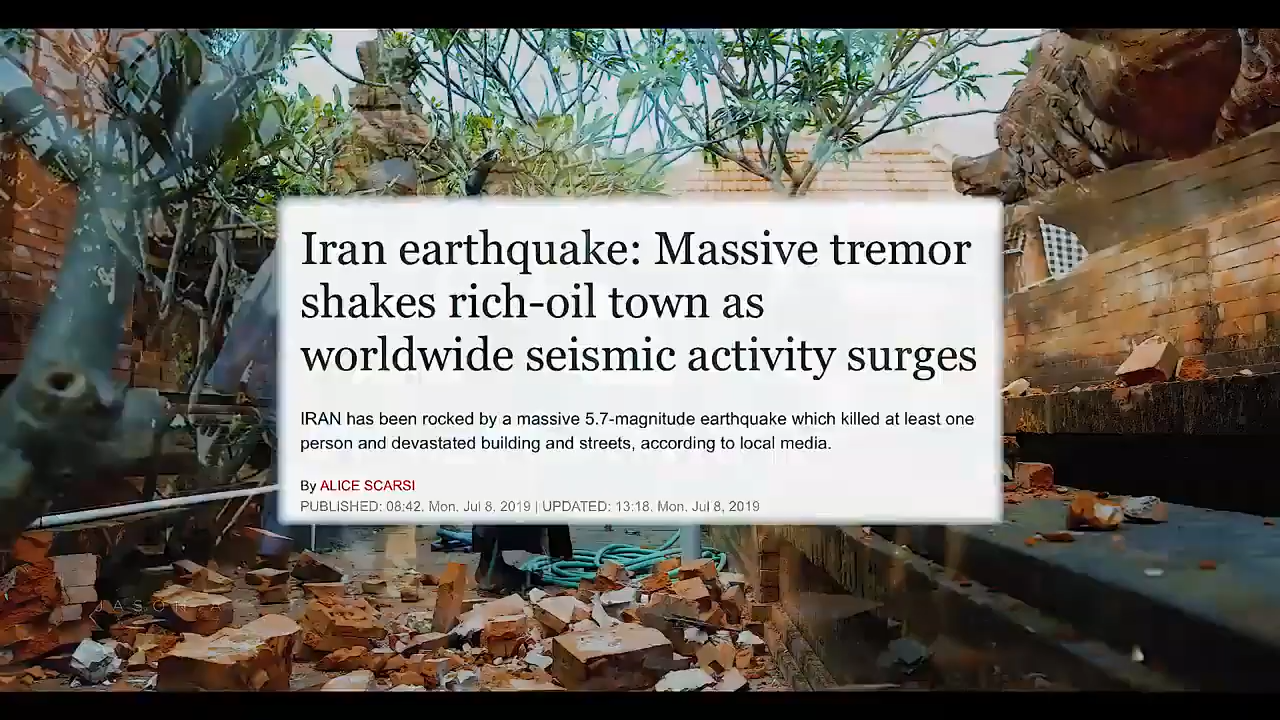 Iran earthquake: Massive tremor
shakes rich-oil town as
worldwide seismic activity surges
IRAN has been rocked by a massive 5.7-magnitude earthquake which killed at least one
person and devastated building and streets, according to local media.
By ALICE SCARSI
PUBLISHED: 08:42, Mon, Jul 8, 2019 | UPDATED: 13:18, Mon, Jul 8, 2019
JASON A